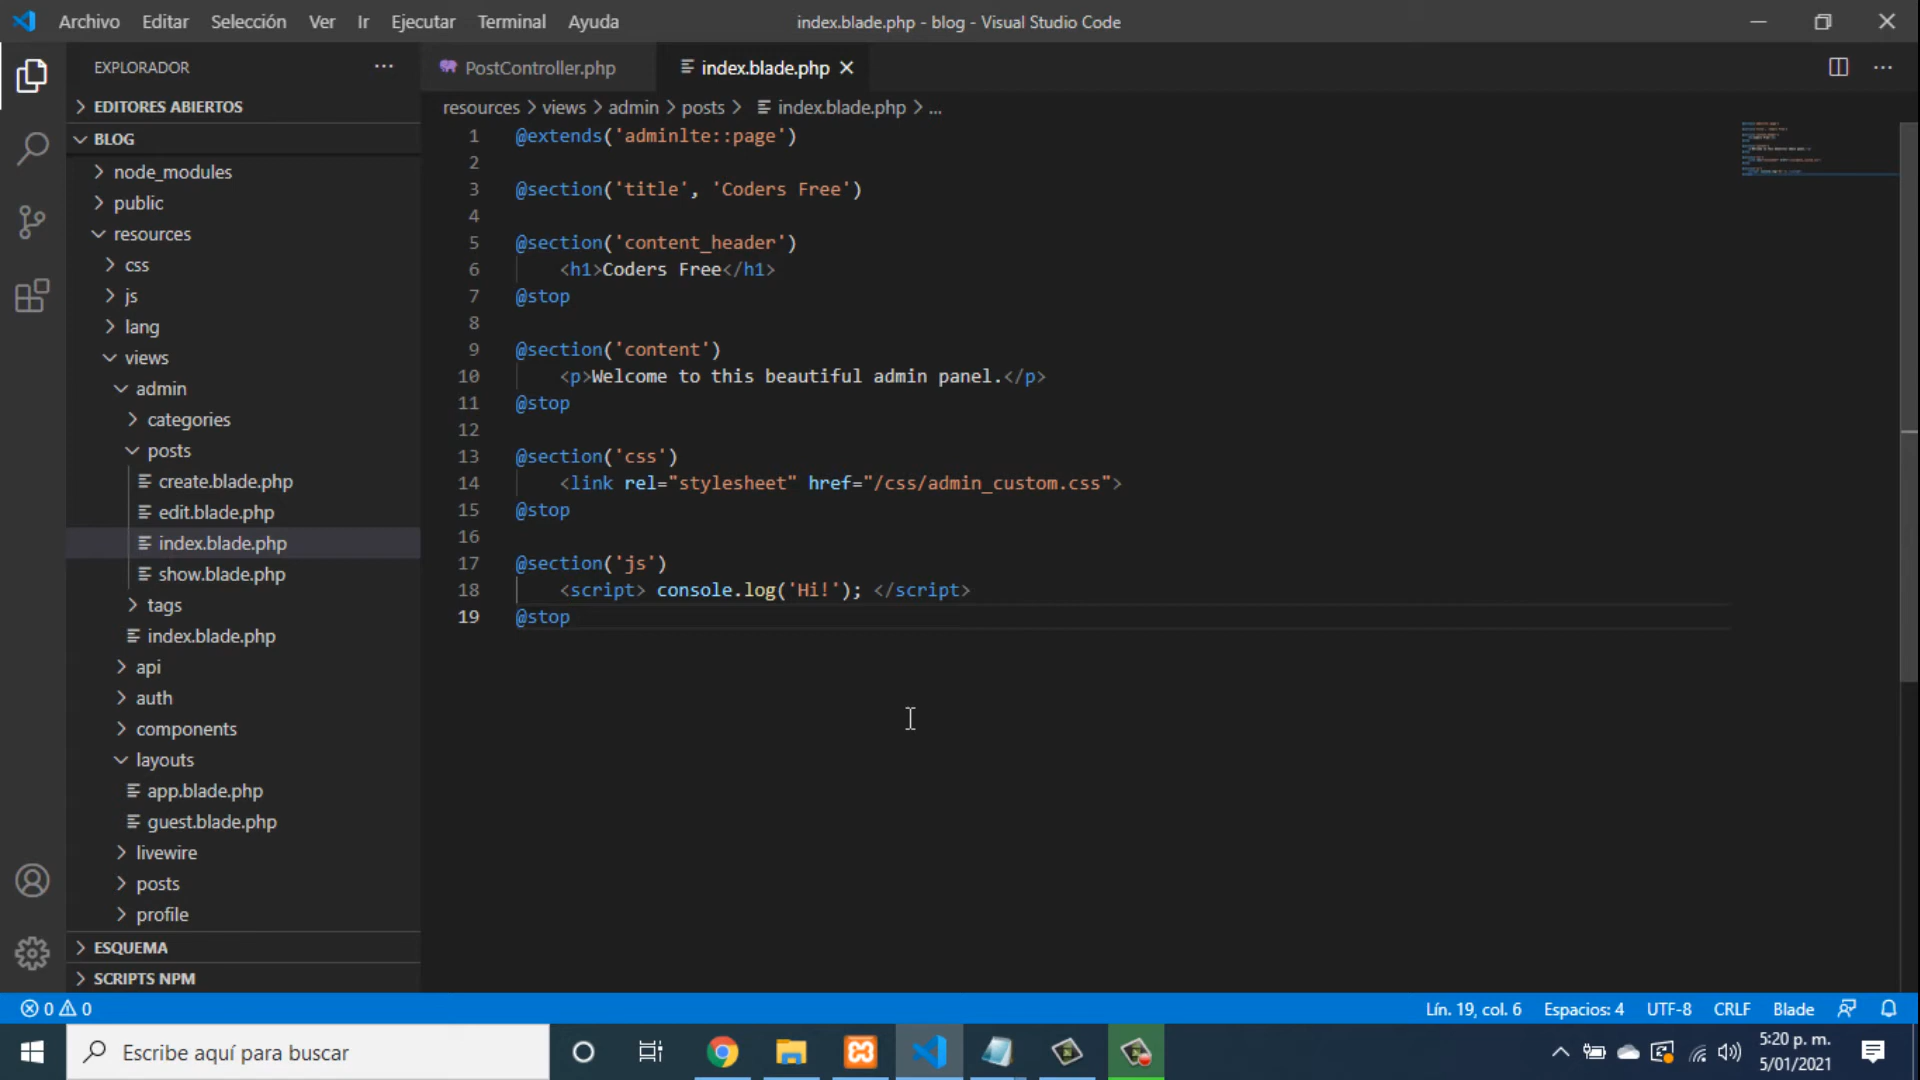 Archivo Editar Selección Ver Ir Ejecutar Terminal Ayuda
index.blade.php - blog - Visual Studio Code
EXPLORADOR
EDITORES ABIERTOS
BLOG
node_modules
public
resources
css
js
lang
views
admin
categories
posts
create.blade.php
edit.blade.php
index.blade.php
show.blade.php
tags
index.blade.php
api
auth
components
layouts
app.blade.php
guest.blade.php
livewire
posts
profile
ESQUEMA
SCRIPTS NPM
PostController.php
index.blade.php
resources > views > admin > posts > index.blade.php > ...
1 @extends('adminlte::page')
2
3 @section('title', 'Coders Free')
4
5 @section('content_header')
6 <h1>Coders Free</h1>
7 @stop
8
9 @section('content')
10 <p>Welcome to this beautiful admin panel.</p>
11 @stop
12
13 @section('css')
14 <link rel="stylesheet" href="/css/admin_custom.css">
15 @stop
16
17 @section('js')
18 <script> console.log('Hi!'); </script>
19 @stop
0 0
Lín. 19, col. 6 Espacios: 4 UTF-8 CRLF Blade
Escribe aquí para buscar
5:20 p. m.
5/01/2021